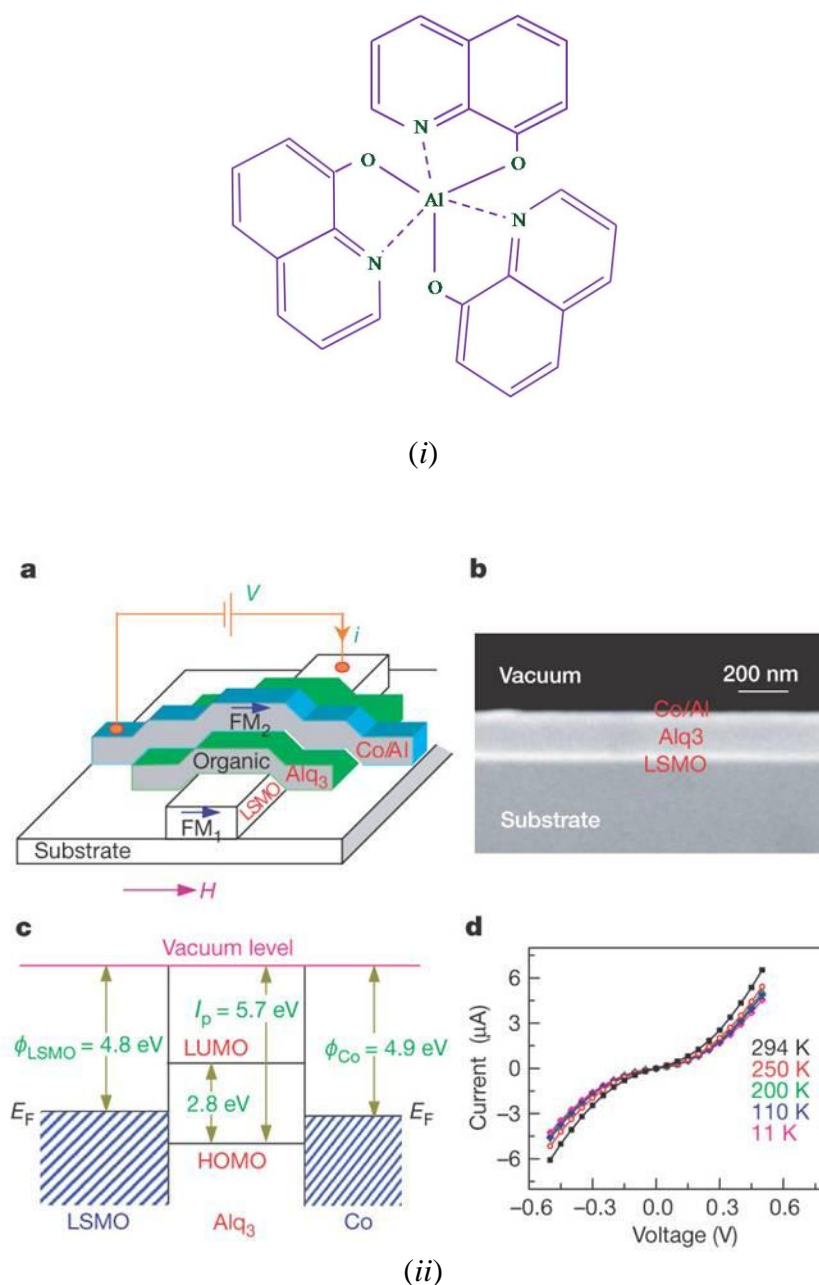 N
O
O
Al
N
N
O
(i)
a
V
i
FM₂
Co/Al
Organic
Alq₃
LSMO
FM₁
Substrate
H
b
Vacuum
200 nm
Co/Al
Alq3
LSMO
Substrate
c
Vacuum level
Iₚ = 5.7 eV
ϕLSMO = 4.8 eV
LUMO
ϕCo = 4.9 eV
EF
2.8 eV
EF
HOMO
LSMO
Alq₃
Co
d
Current (μA)
6
3
0
–3
–6
294 K
250 K
200 K
110 K
11 K
–0.6
–0.3
0.0
0.3
0.6
Voltage (V)
(ii)